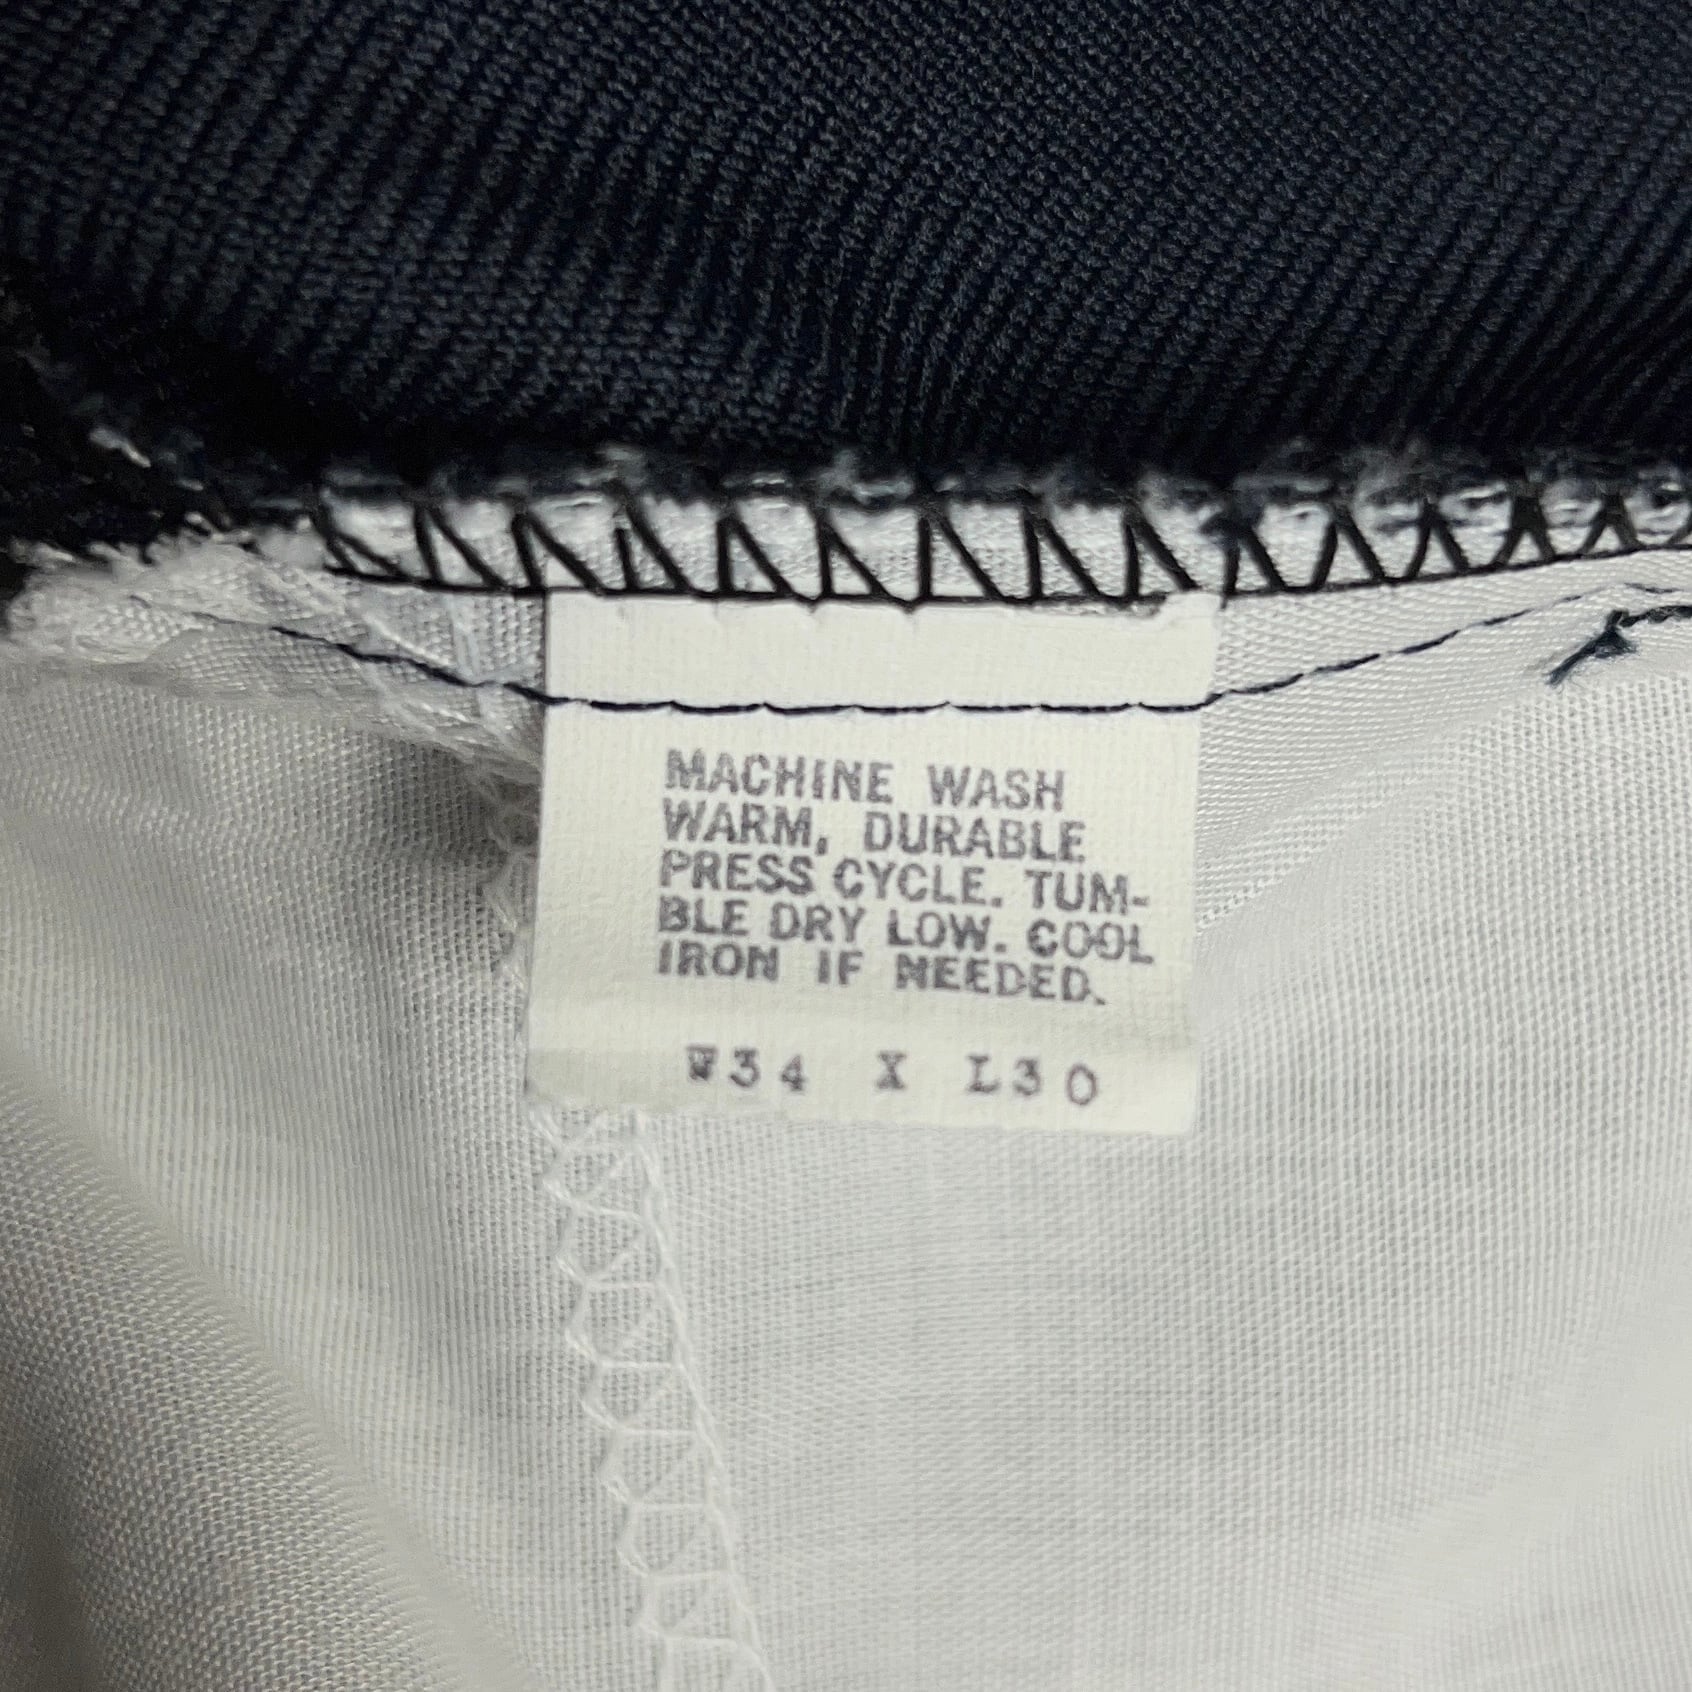 MACHINE WASH
WARM, DURABLE
PRESS CYCLE. TUM-
BLE DRY LOW. COOL
IRON IF NEEDED.
W34 X L30